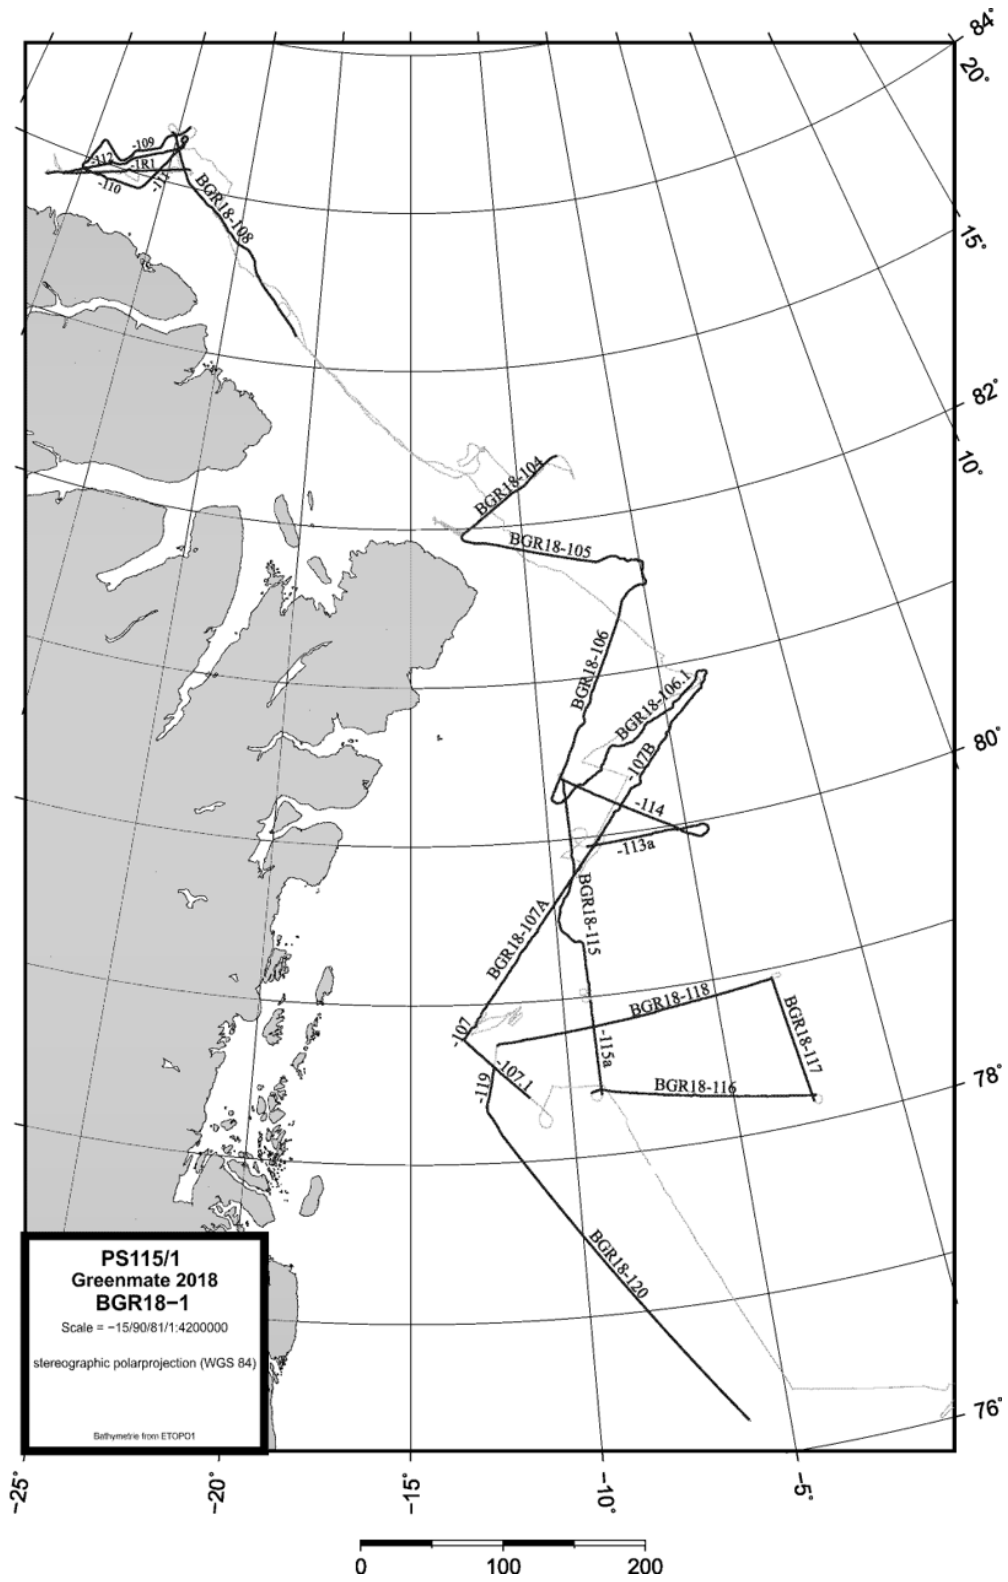 84°
20°
-109
-112
-1R1
-111
-110
BGR18-108
15°
82°
10°
BGR18-104
BGR18-105
BGR18-106
BGR18-106.1
-107B
80°
-114
-113a
BGR18-115
BGR18-107A
BGR18-118
BGR18-117
-107
-115a
-107.1
-119
BGR18-116
78°
BGR18-120
76°
PS115/1
Greenmate 2018
BGR18−1
Scale = −15/90/81/1:4200000
stereographic polarprojection (WGS 84)
Bathymetrie from ETOPO1
−25°
−20°
−15°
−10°
−5°
0
100
200